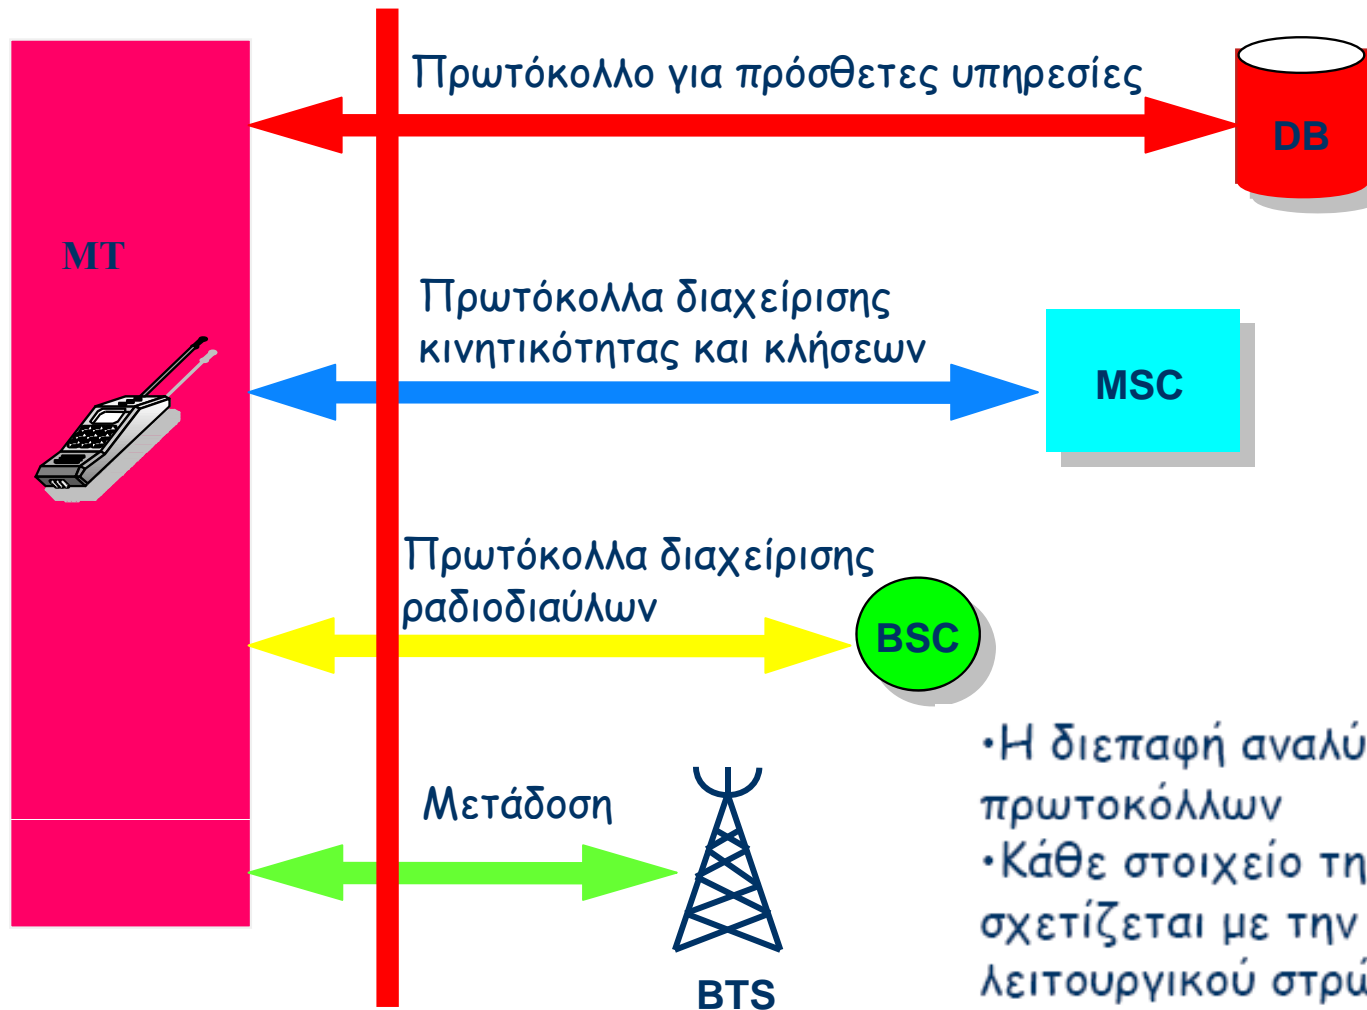 Πρωτόκολλο για πρόσθετες υπηρεσίες
DB
MT
Πρωτόκολλα διαχείρισης
κινητικότητας και κλήσεων
MSC
Πρωτόκολλα διαχείρισης
ραδιοδιαύλων
BSC
Μετάδοση
BTS
•Η διεπαφή
πρωτοκόλλων
•Κάθε στοιχείο
σχετίζεται με την